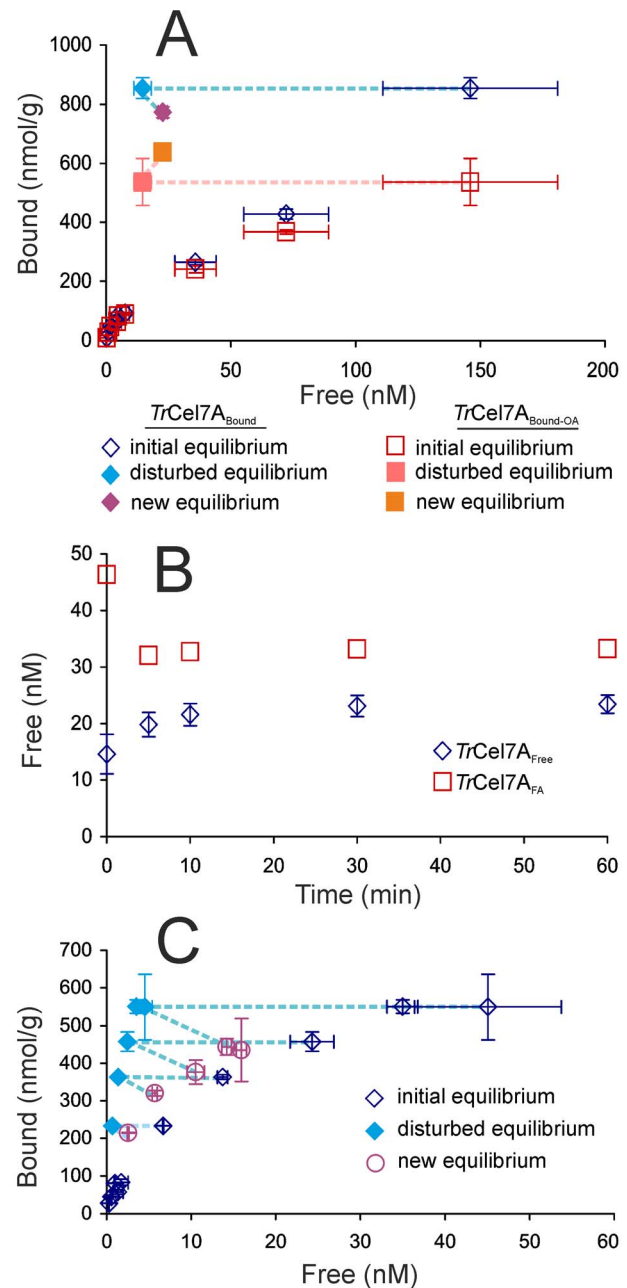 A
1000
800
600
400
200
0
Bound (nmol/g)
0 50 100 150 200
Free (nM)
TrCel7ABound TrCel7ABound-OA
initial equilibrium initial equilibrium
disturbed equilibrium disturbed equilibrium
new equilibrium new equilibrium
B
50
40
30
20
10
0
Free (nM)
TrCel7AFree
TrCel7AFA
0 10 20 30 40 50 60
Time (min)
C
700
600
500
400
300
200
100
0
Bound (nmol/g)
initial equilibrium
disturbed equilibrium
new equilibrium
0 10 20 30 40 50 60
Free (nM)